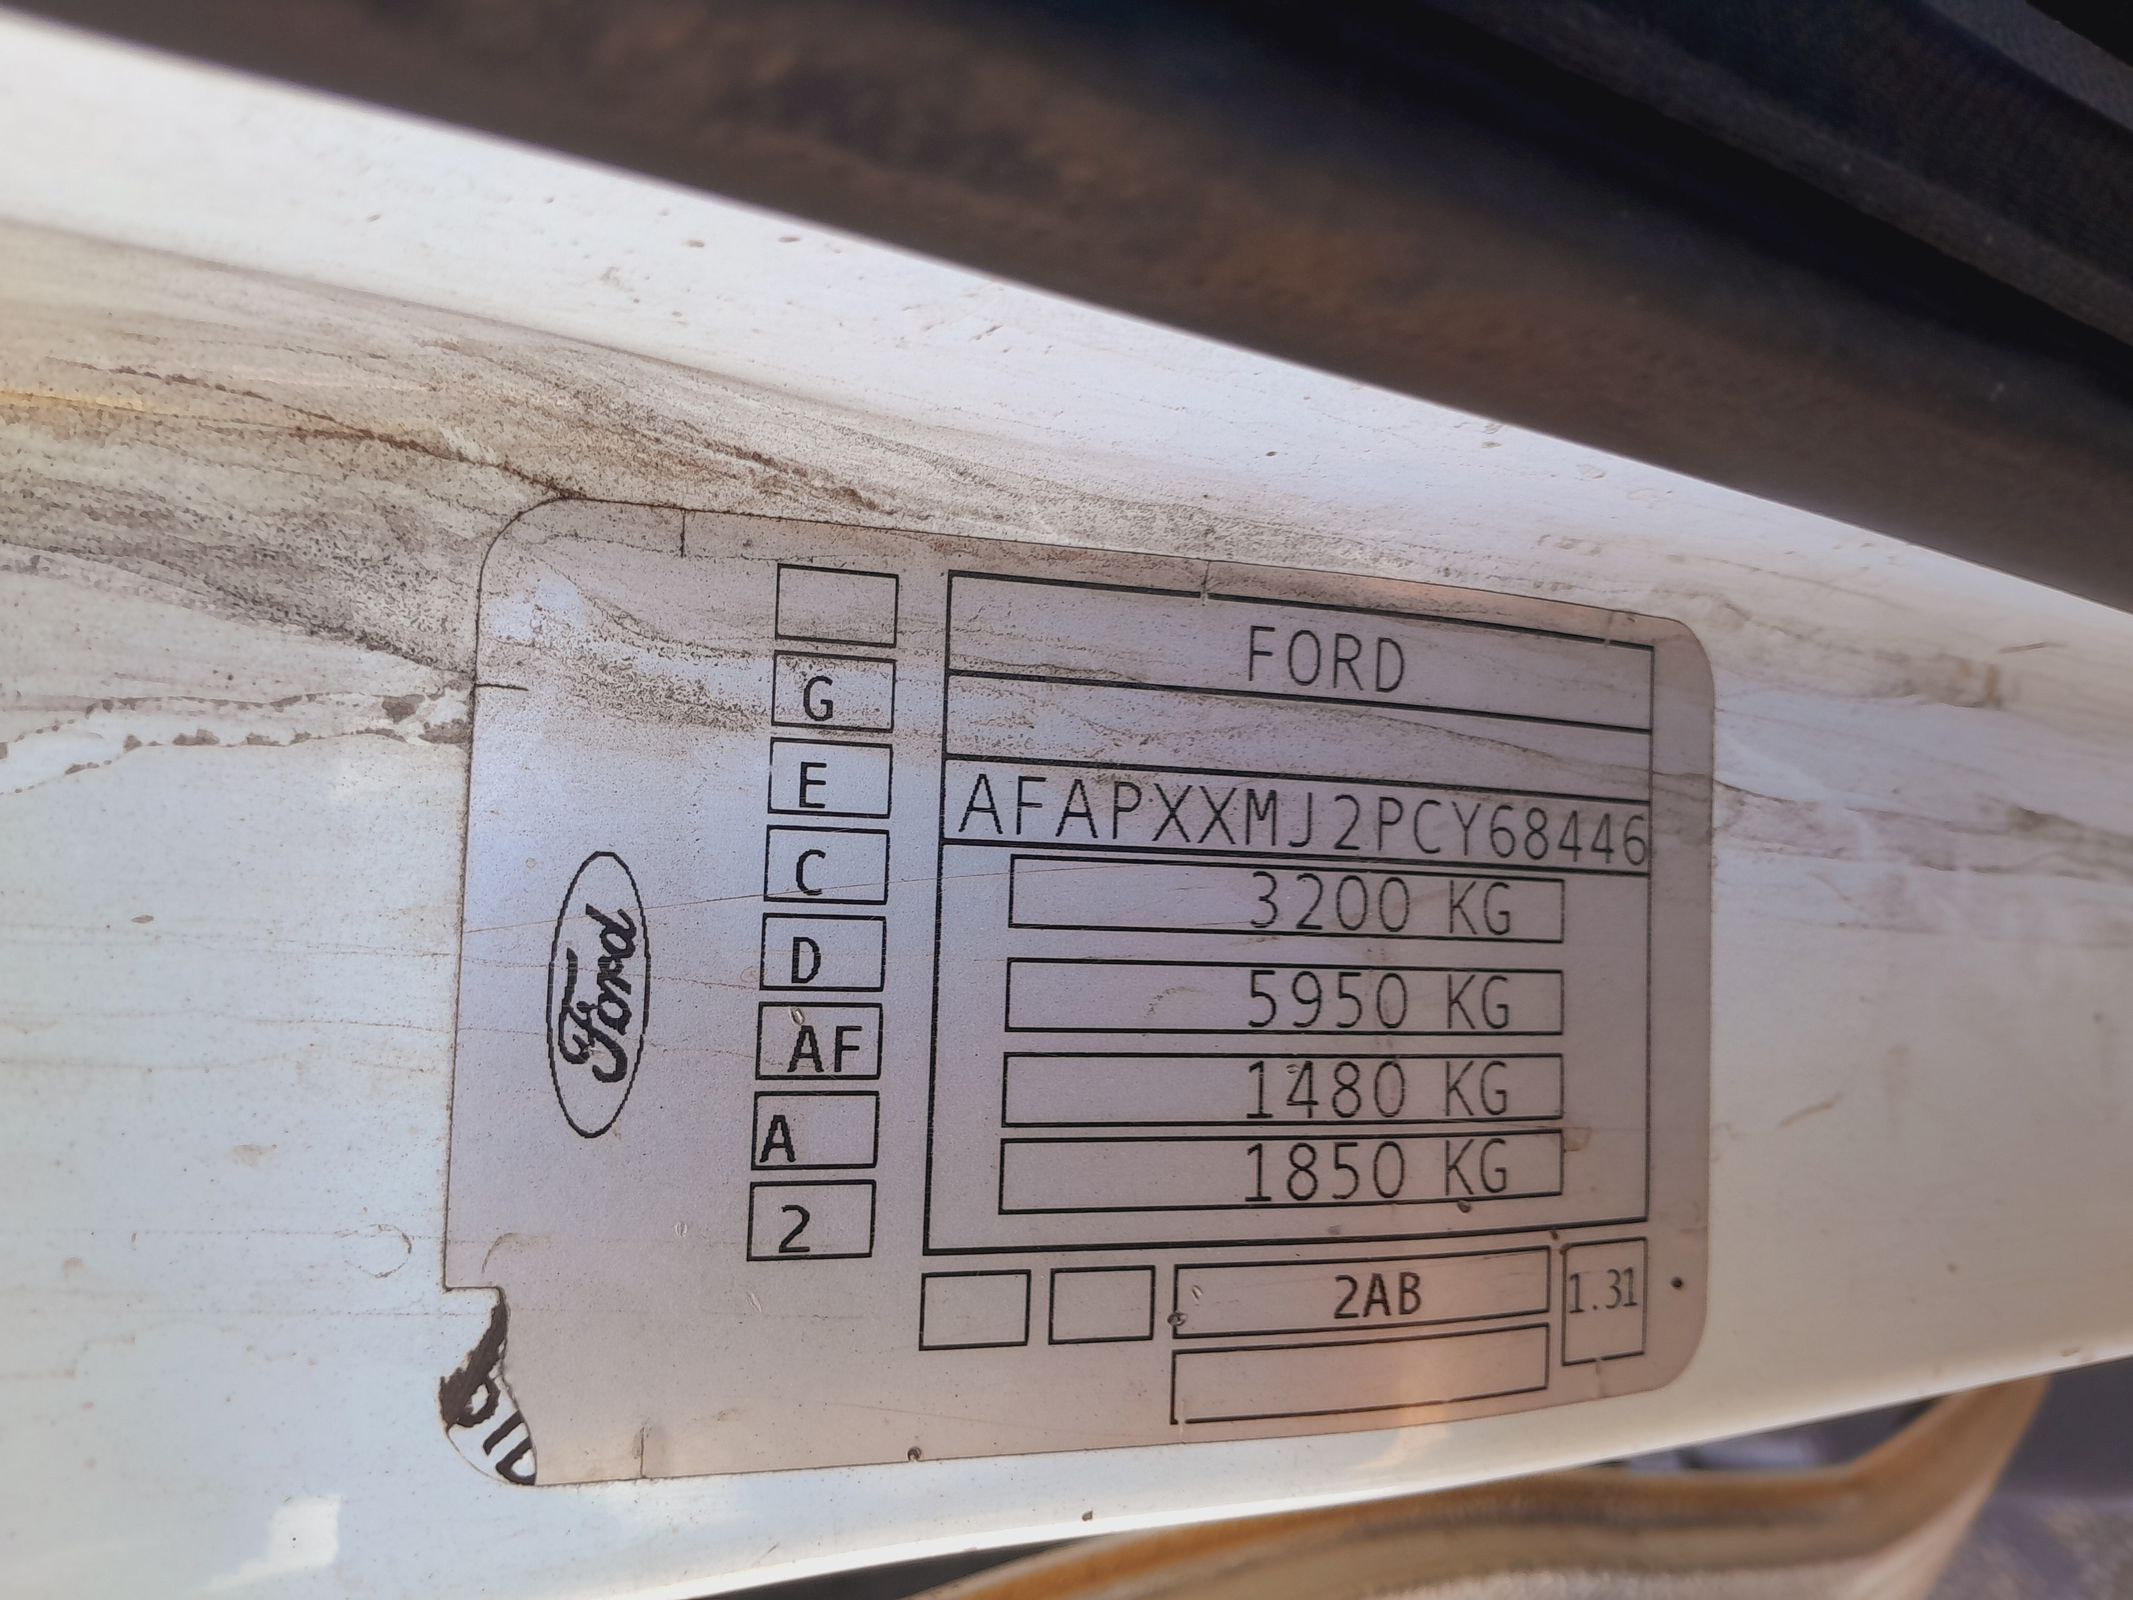 FORD
AFAPXXMJ2PCY68446
3200 KG
5950 KG
1480 KG
1850 KG
2AB
1.31
G
E
C
D
AF
A
2
Ford